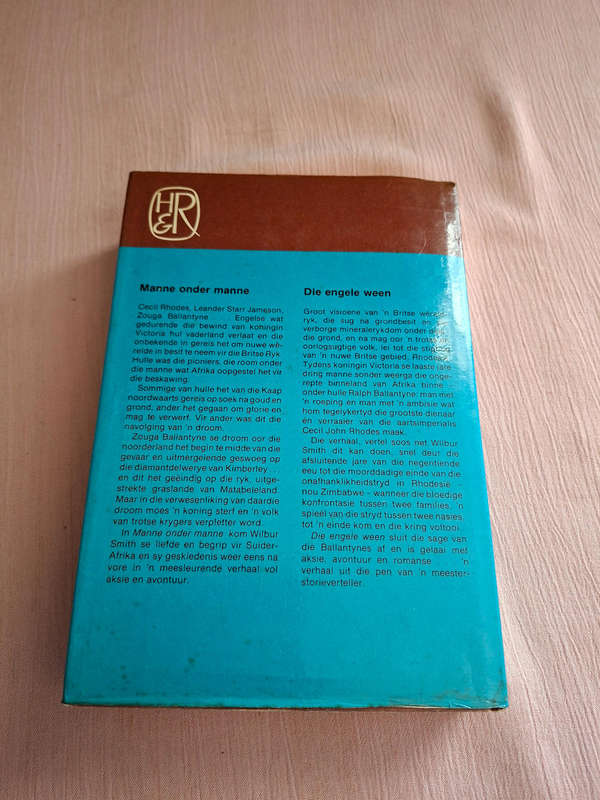 H&R
Manne onder manne
Cecil Rhodes, Leander Starr Jameson,
Zouga Ballantyne ... Engelse wat
gedurende die bewind van koningin
Victoria hul vaderland verlaat en die
onbekende in gereis het om nuwe wê-
relde in besit te neem vir die Britse Ryk.
Hulle was die pioniers, die room onder
die manne wat Afrika oopgestel het vir
die beskawing.
Sommige van hulle het van die Kaap
noordwaarts gereis op soek na goud en
grond, ander het gegaan om glorie en
mag te verwerf. Vir ander was dit die
navolging van 'n droom.
Zouga Ballantyne se droom oor die
noorderland het begin te midde van die
gevaar en uitmergelende geswoeg op
die diamantdelwerye van Kimberley ...
en dit het geëindig op die ryk, uitge-
strekte graslande van Matabeleland.
Maar in die verwesenliking van daardie
droom moes 'n koning sterf en 'n volk
van trotse krygers verpletter word.
In Manne onder manne kom Wilbur
Smith se liefde en begrip vir Suider-
Afrika en sy geskiedenis weer eens na
vore in 'n meesleurende verhaal vol
aksie en avontuur.
Die engele ween
Groot visioene van 'n Britse wêreld-
ryk, die sug na grondbesit en
verborge mineralerykdom onder
die grond, en na mag oor 'n trotse,
oorlogsugtige volk, lei tot die stigting
van 'n nuwe Britse gebied, Rhodesië.
Tydens koningin Victoria se laaste jare
dring manne sonder weerga die onge-
repte binneland van Afrika binne
onder hulle Ralph Ballantyne: man met
'n roeping en man met 'n ambisie wat
hom tegelykertyd die grootste dienaar
en verraaier van die aartsimperialis
Cecil John Rhodes maak.
Die verhaal, vertel soos net Wilbur
Smith dit kan doen, snel deur die
afsluitende jare van die negentiende
eeu tot die moorddadige einde van die
onafhanklikheidstryd in Rhodesië –
nou Zimbabwe – wanneer die bloedige
konfrontasie tussen twee families, 'n
spieël van die stryd tussen twee nasies,
tot 'n einde kom en die kring voltooi.
Die engele ween sluit die sage van
die Ballantynes af en is gelaai met
aksie, avontuur en romanse 'n
verhaal uit die pen van 'n meester-
storieverteller.